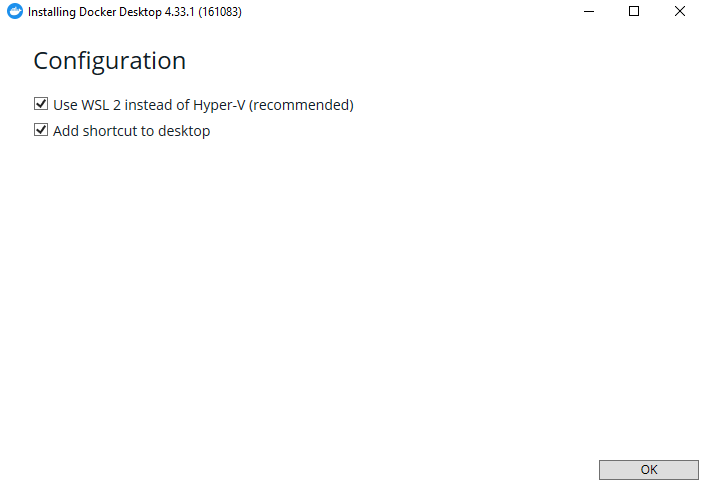 Installing Docker Desktop 4.33.1 (161083)
Configuration
Use WSL 2 instead of Hyper-V (recommended)
Add shortcut to desktop
OK